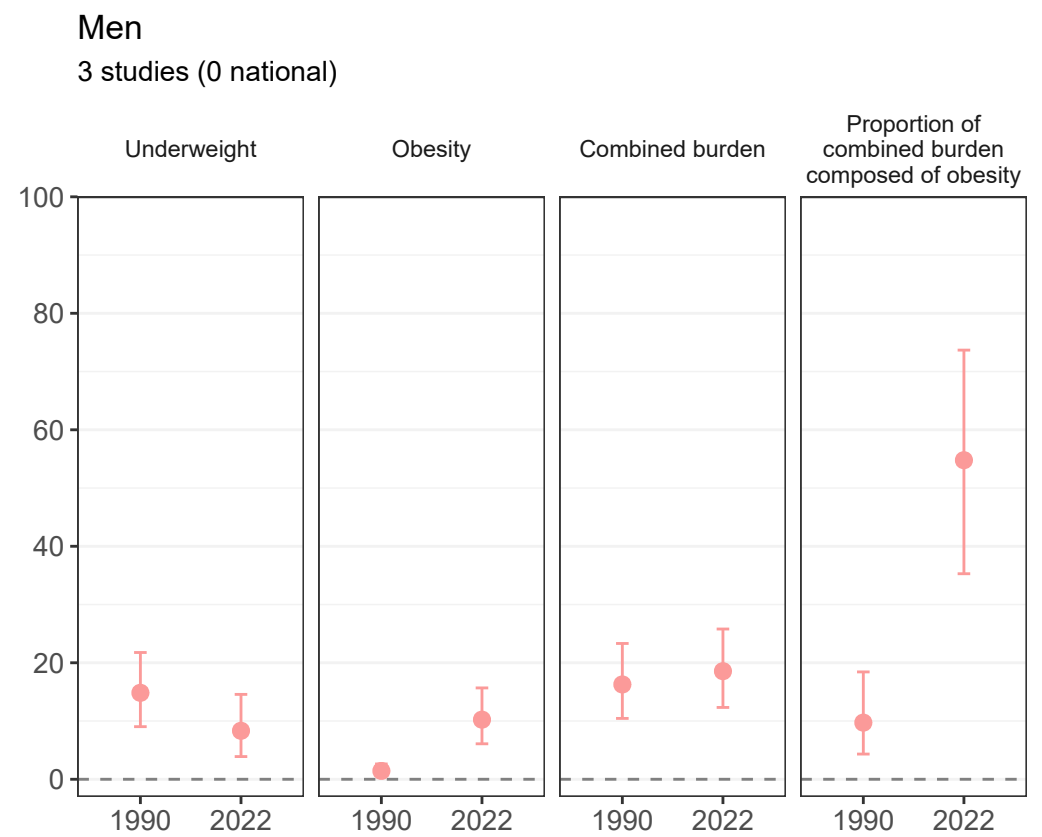 Men
3 studies (0 national)
Underweight
Obesity
Combined burden
Proportion of
combined burden
composed of obesity
100
80
60
40
20
0
1990 2022
1990 2022
1990 2022
1990 2022